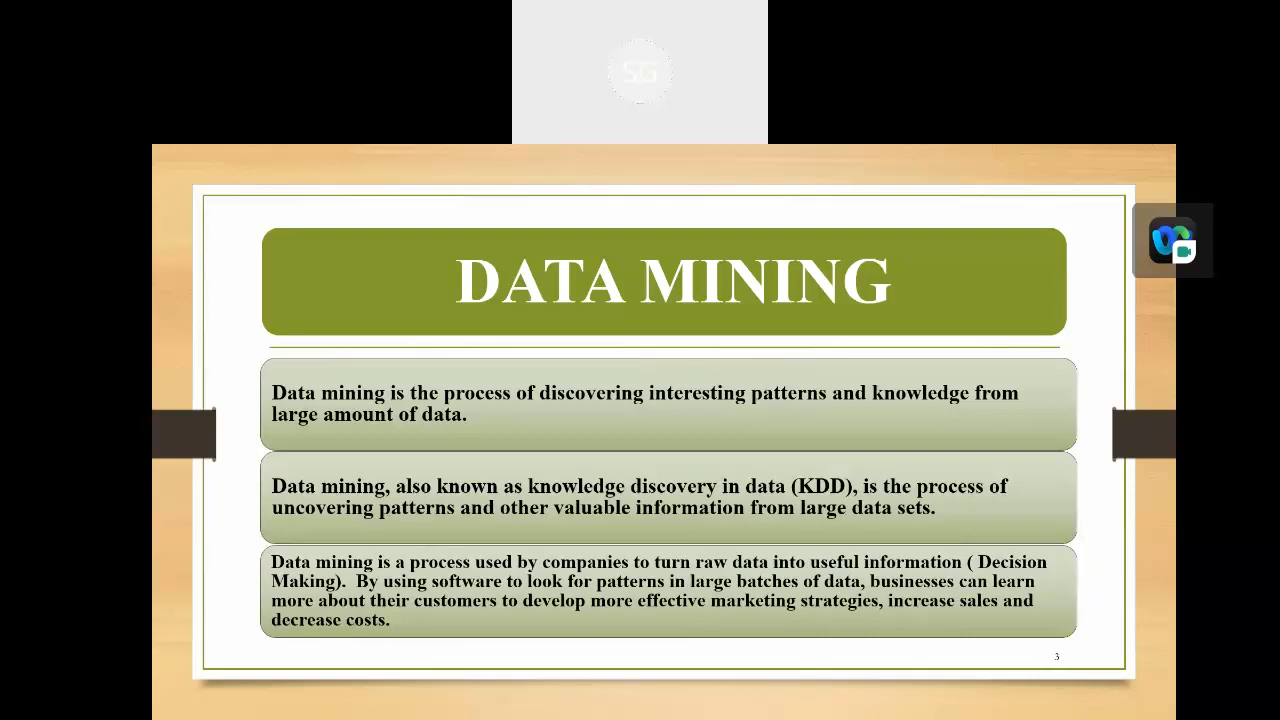 SG
DATA MINING
Data mining is the process of discovering interesting patterns and knowledge from
large amount of data.
Data mining, also known as knowledge discovery in data (KDD), is the process of
uncovering patterns and other valuable information from large data sets.
Data mining is a process used by companies to turn raw data into useful information ( Decision
Making).  By using software to look for patterns in large batches of data, businesses can learn
more about their customers to develop more effective marketing strategies, increase sales and
decrease costs.
3